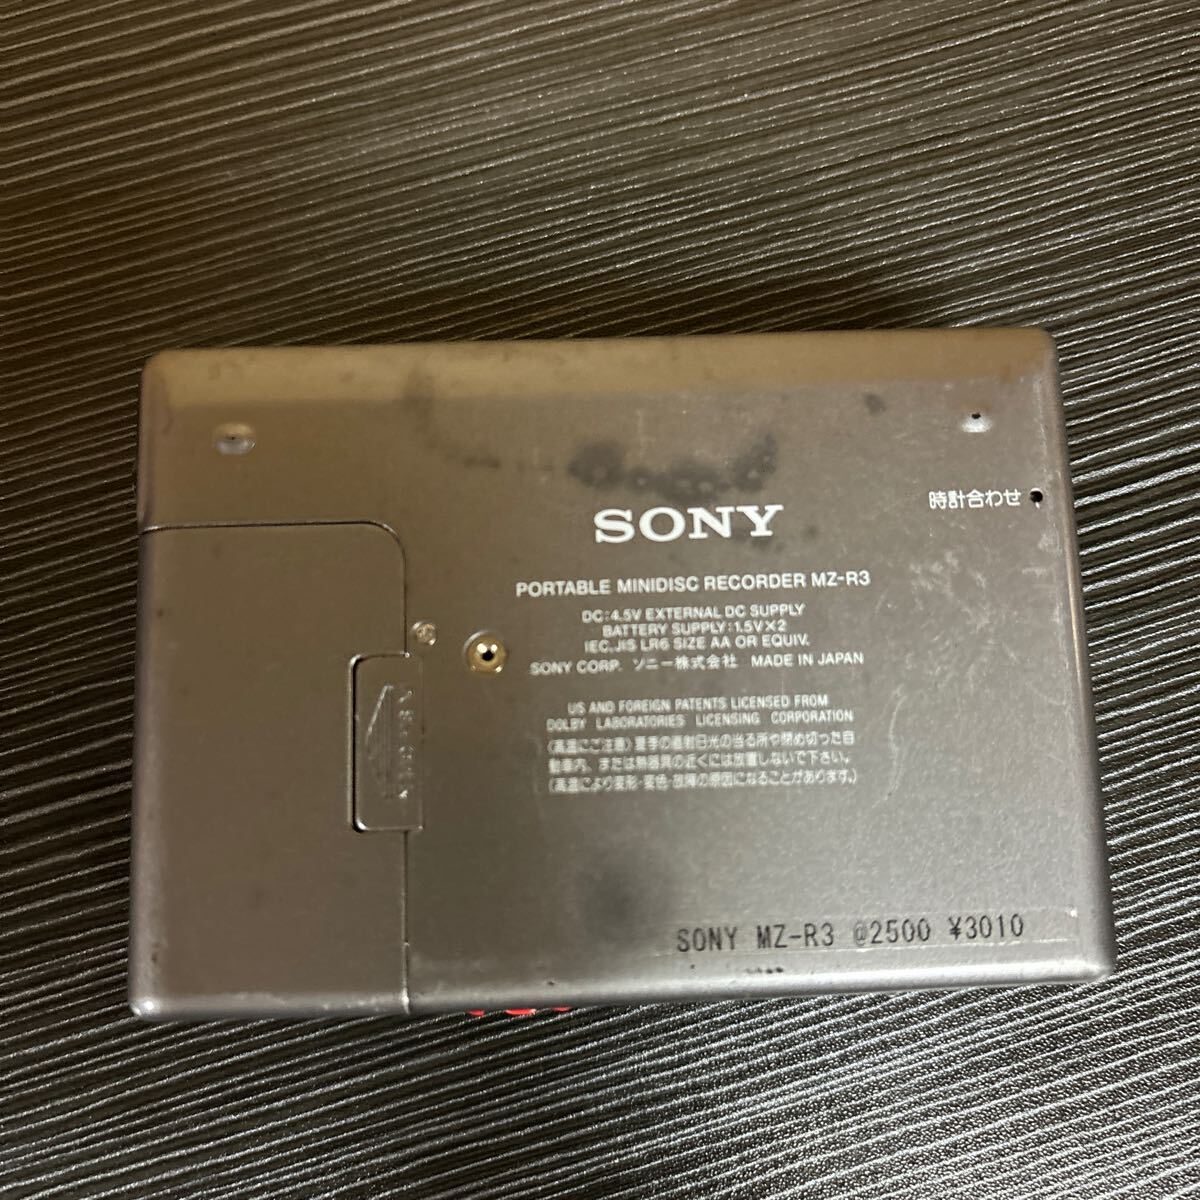 時計合わせ
SONY
PORTABLE MINIDISC RECORDER MZ-R3
DC:4.5V EXTERNAL DC SUPPLY
BATTERY SUPPLY:1.5V×2
IEC,JIS LR6 SIZE AA OR EQUIV.
SONY CORP. ソニー株式会社 MADE IN JAPAN
US AND FOREIGN PATENTS LICENSED FROM
DOLBY LABORATORIES LICENSING CORPORATION
〈高温にご注意〉夏季の直射日光の当る所や閉め切った自
動車内、または熱器具の近くには放置しないで下さい。
(高温により変形・変色・故障の原因になることがあります。)
SONY MZ-R3 @2500 ¥3010